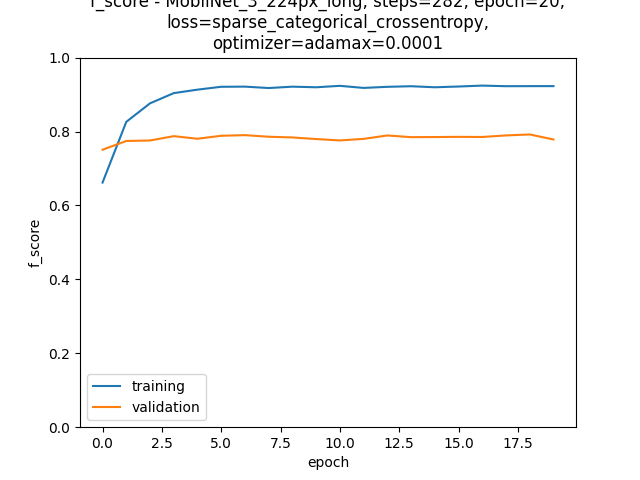 f_score - MobilNet_3_224px_long, steps=282, epoch=20,
loss=sparse_categorical_crossentropy,
optimizer=adamax=0.0001
1.0
0.8
0.6
0.4
0.2
0.0
f_score
training
validation
0.0 2.5 5.0 7.5 10.0 12.5 15.0 17.5
epoch